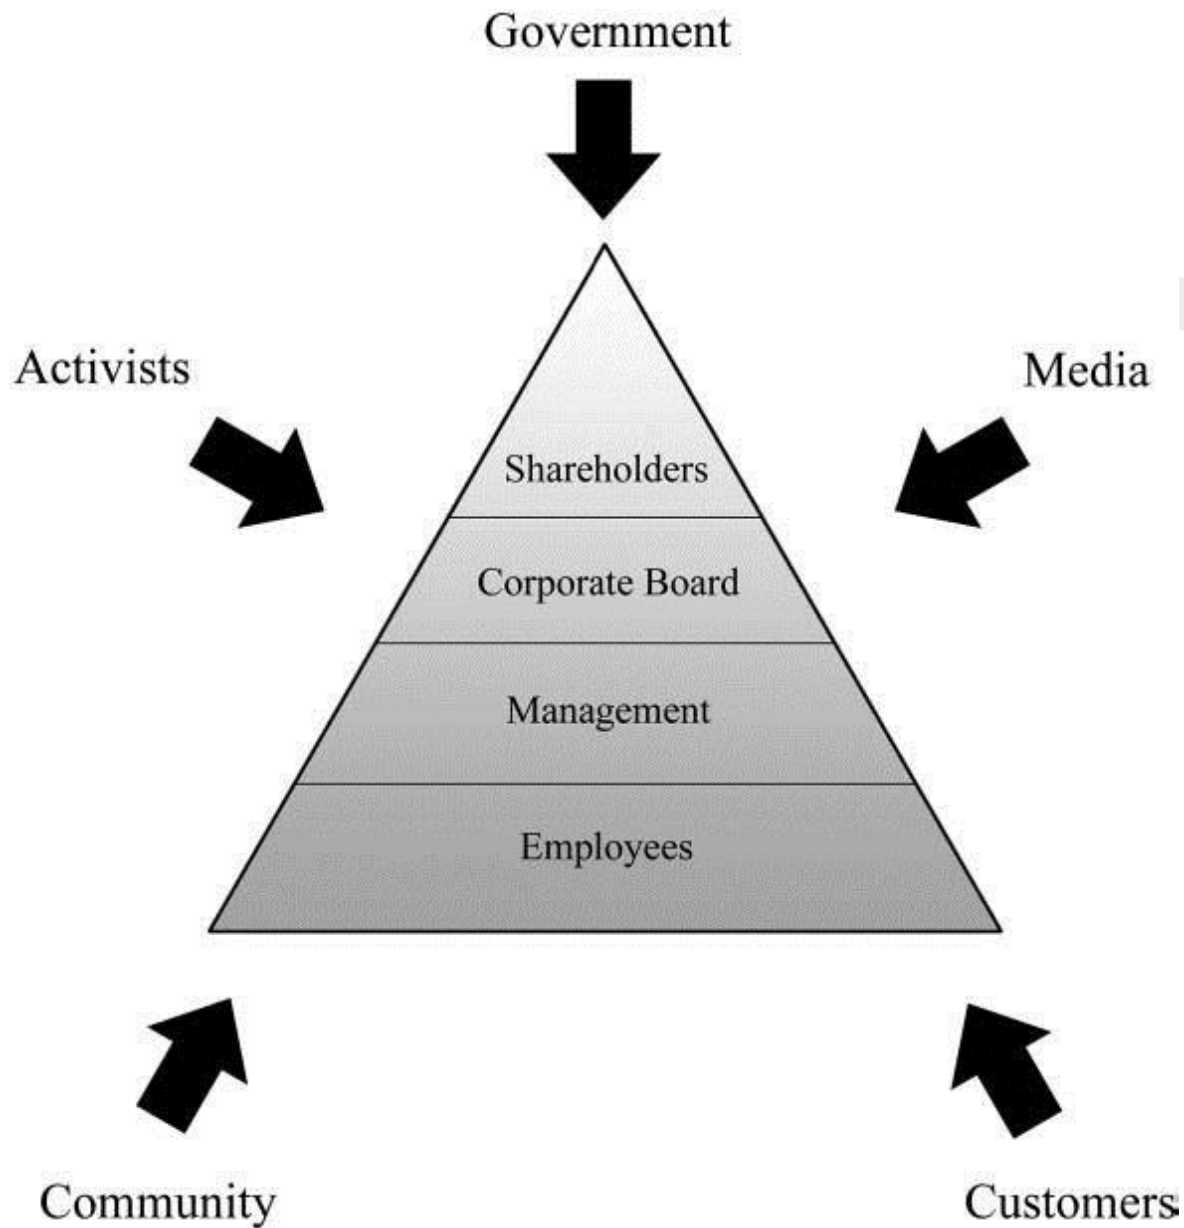 Government
Activists
Media
Shareholders
Corporate Board
Management
Employees
Community
Customers